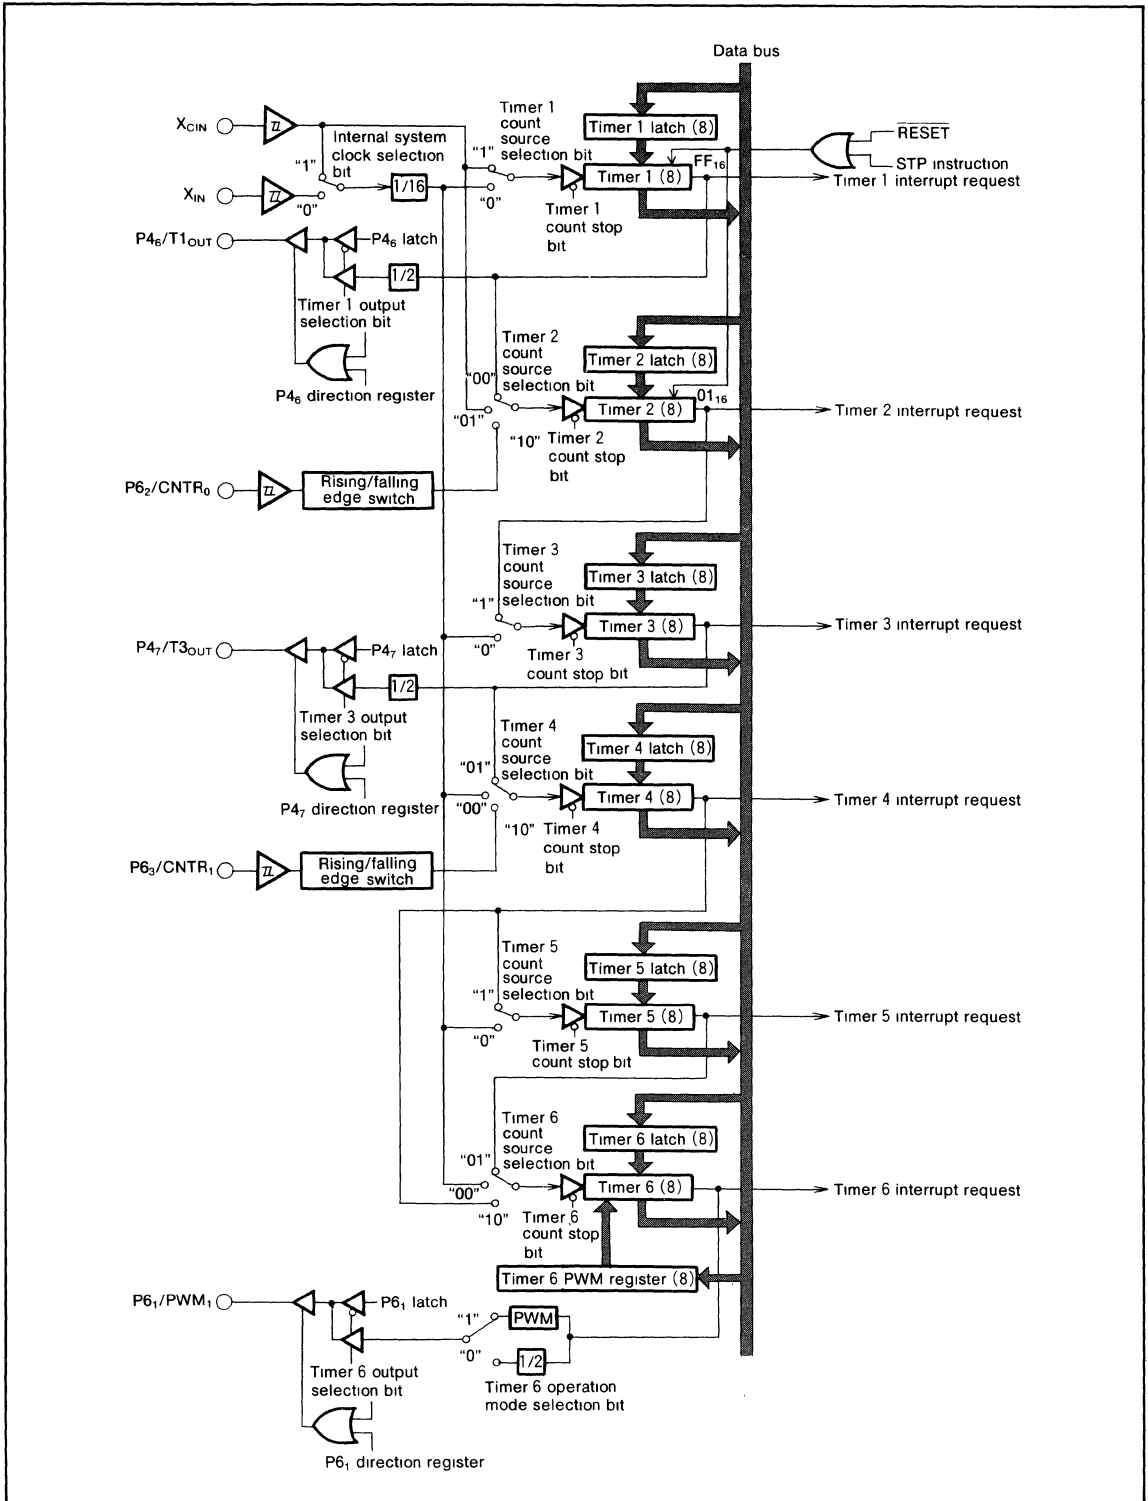 Data bus
XCIN
Internal system
clock selection
bit
"1"
"0"
XIN
1/16
Timer 1
count
source
selection bit
"1"
"0"
Timer 1 latch (8)
Timer 1 (8)
FF16
RESET
STP instruction
Timer 1 interrupt request
Timer 1
count stop
bit
P46/T1OUT
P46 latch
1/2
Timer 1 output
selection bit
P46 direction register
Timer 2
count
source
selection bit
"00"
"01"
"10"
Timer 2 latch (8)
Timer 2 (8)
0116
Timer 2 interrupt request
Timer 2
count stop
bit
P62/CNTR0
Rising/falling
edge switch
Timer 3
count
source
selection bit
"1"
"0"
Timer 3 latch (8)
Timer 3 (8)
Timer 3 interrupt request
Timer 3
count stop bit
P47/T3OUT
P47 latch
1/2
Timer 3 output
selection bit
P47 direction register
Timer 4
count
source
selection bit
"01"
"00"
"10"
Timer 4 latch (8)
Timer 4 (8)
Timer 4 interrupt request
Timer 4
count stop
bit
P63/CNTR1
Rising/falling
edge switch
Timer 5
count
source
selection bit
"1"
"0"
Timer 5 latch (8)
Timer 5 (8)
Timer 5 interrupt request
Timer 5
count stop bit
Timer 6
count
source
selection bit
"01"
"00"
"10"
Timer 6 latch (8)
Timer 6 (8)
Timer 6 interrupt request
Timer 6
count stop
bit
Timer 6 PWM register (8)
P61/PWM1
P61 latch
"1"
PWM
"0"
1/2
Timer 6 output
selection bit
Timer 6 operation
mode selection bit
P61 direction register